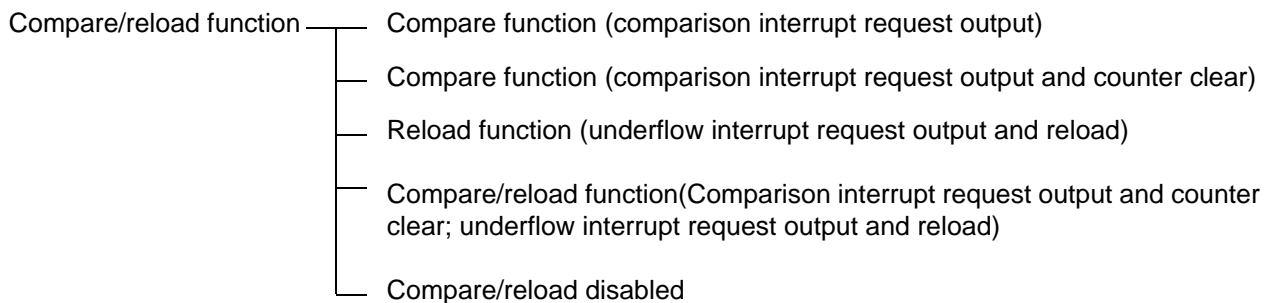 Compare/reload function Compare function (comparison interrupt request output)
Compare function (comparison interrupt request output and counter clear)
Reload function (underflow interrupt request output and reload)
Compare/reload function(Comparison interrupt request output and counter
clear; underflow interrupt request output and reload)
Compare/reload disabled